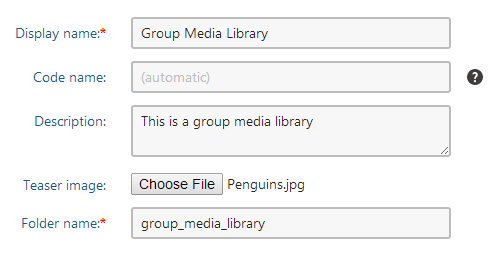 Display name:* Group Media Library
Code name: (automatic) ?
Description: This is a group media library
Teaser image: Choose File Penguins.jpg
Folder name:* group_media_library